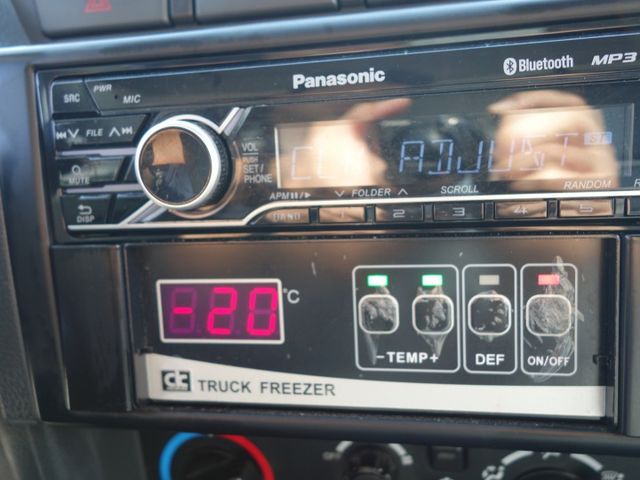 Panasonic
Bluetooth MP3
SRC
PWR
MIC
FILE
VOL
PUSH
SET/
PHONE
MUTE
ADJUST
DISP
APM
BAND
FOLDER
SCROLL
RANDOM
1 2 3 4 5
-20 °C
- TEMP +
DEF
ON/OFF
TRUCK FREEZER